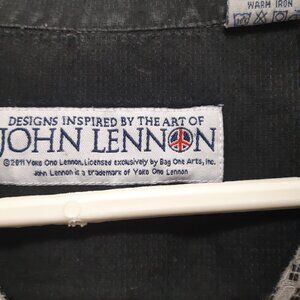 WARM IRON
DESIGNS INSPIRED BY THE ART OF
JOHN LENNON
©2011 Yoko Ono Lennon. Licensed exclusively by Bag One Arts, Inc.
John Lennon is a trademark of Yoko Ono Lennon